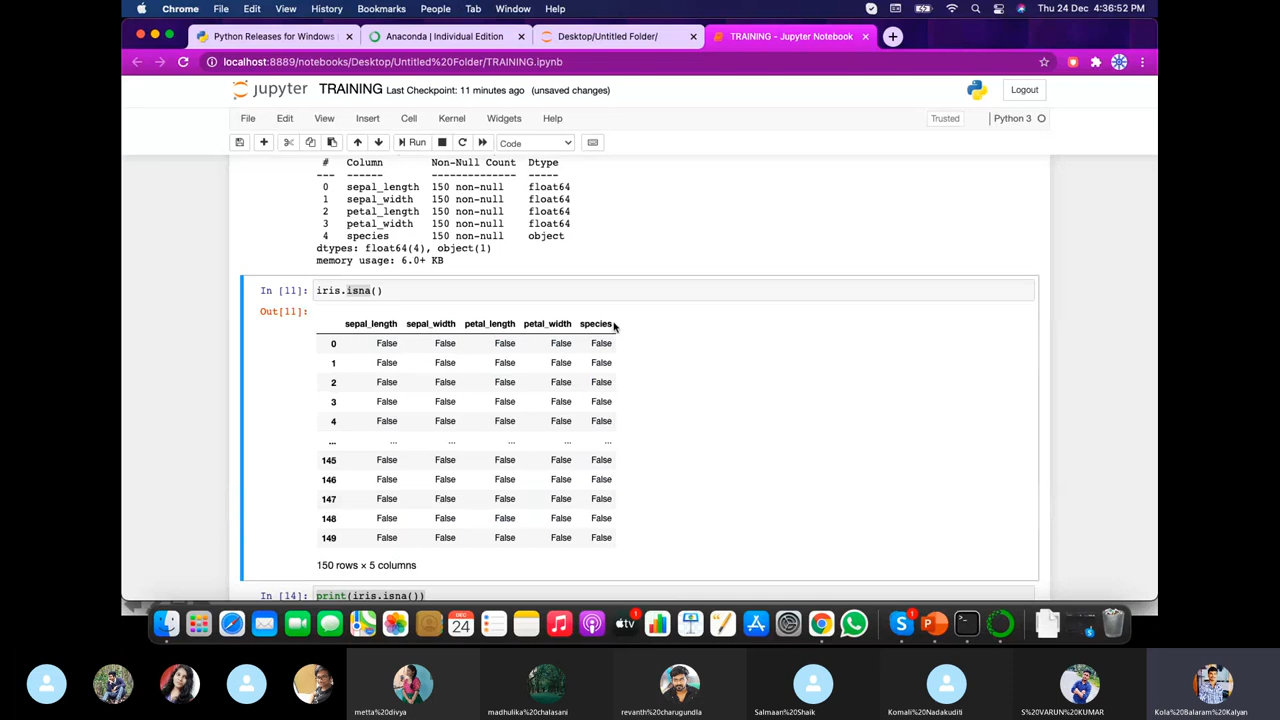 Chrome File Edit View History Bookmarks People Tab Window Help Thu 24 Dec 4:36:52 PM
Python Releases for Windows | Anaconda | Individual Edition Desktop/Untitled Folder/ TRAINING - Jupyter Notebook
localhost:8889/notebooks/Desktop/Untitled%20Folder/TRAINING.ipynb
jupyter TRAINING Last Checkpoint: 11 minutes ago (unsaved changes) Logout
File Edit View Insert Cell Kernel Widgets Help Trusted Python 3
Run Code
# Column Non-Null Count Dtype
--- ------ -------------- -----
0 sepal_length 150 non-null float64
1 sepal_width 150 non-null float64
2 petal_length 150 non-null float64
3 petal_width 150 non-null float64
4 species 150 non-null object
dtypes: float64(4), object(1)
memory usage: 6.0+ KB
In [11]: iris.isna()
Out[11]:
sepal_length sepal_width petal_length petal_width species
0 False False False False False
1 False False False False False
2 False False False False False
3 False False False False False
4 False False False False False
... ... ... ... ... ...
145 False False False False False
146 False False False False False
147 False False False False False
148 False False False False False
149 False False False False False
150 rows × 5 columns
In [14]: print(iris.isna())
DEC
24
tv
1
1
metta%20divya madhulika%20chalasani revanth%20charugundla Salmaan%20Shaik Komali%20Nadakuditi S%20VARUN%20KUMAR Kola%20Balaram%20Kalyan